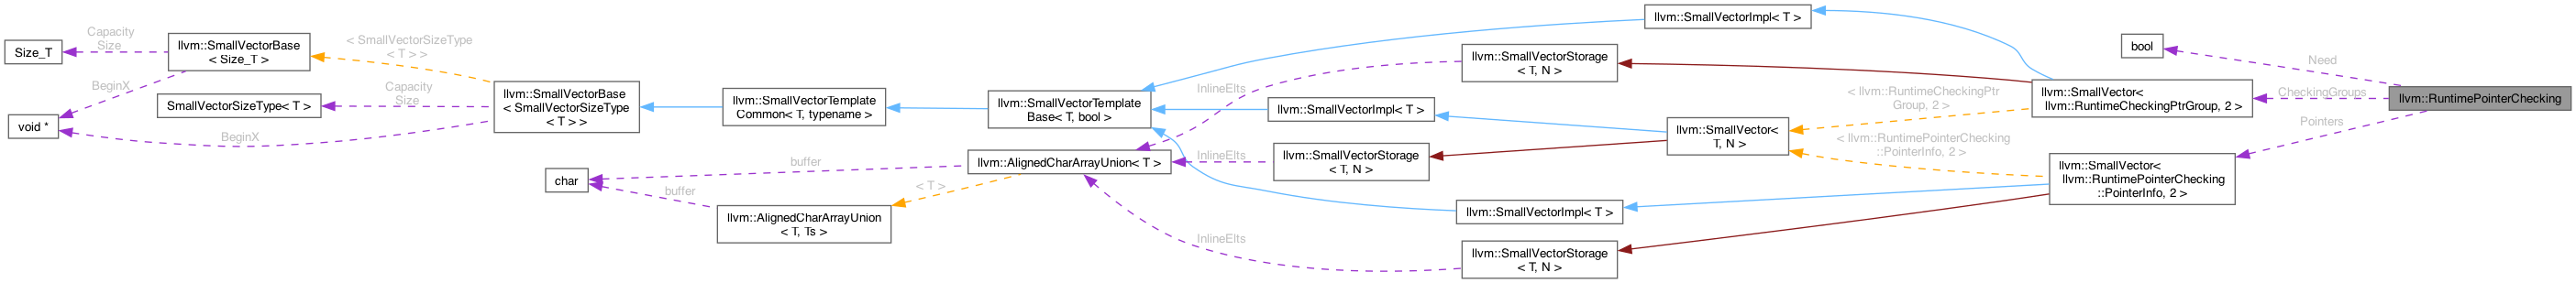 llvm::SmallVectorImpl< T >
Size_T
Capacity
Size
llvm::SmallVectorBase
< Size_T >
< SmallVectorSizeType
< T > >
llvm::SmallVectorStorage
< T, N >
bool
Need
BeginX
SmallVectorSizeType< T >
Capacity
Size
llvm::SmallVectorBase
< SmallVectorSizeType
< T > >
llvm::SmallVectorTemplate
Common< T, typename >
llvm::SmallVectorTemplate
Base< T, bool >
InlineElts
llvm::SmallVectorImpl< T >
< llvm::RuntimeCheckingPtr
Group, 2 >
llvm::SmallVector<
llvm::RuntimeCheckingPtrGroup, 2 >
CheckingGroups
llvm::RuntimePointerChecking
void *
BeginX
llvm::SmallVector<
T, N >
< llvm::RuntimePointerChecking
::PointerInfo, 2 >
Pointers
char
buffer
buffer
llvm::AlignedCharArrayUnion< T >
InlineElts
llvm::SmallVectorStorage
< T, N >
llvm::SmallVector<
llvm::RuntimePointerChecking
::PointerInfo, 2 >
< T >
llvm::AlignedCharArrayUnion
< T, Ts >
llvm::SmallVectorImpl< T >
InlineElts
llvm::SmallVectorStorage
< T, N >